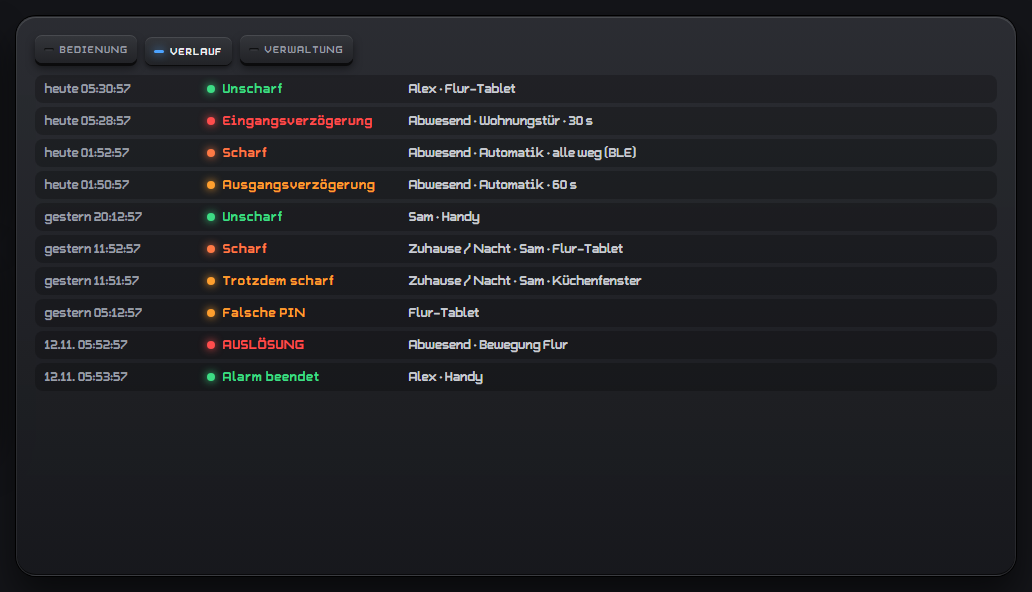 BEDIENUNG VERLAUF VERWALTUNG
heute 05:30:57 Unscharf Alex · Flur-Tablet
heute 05:28:57 Eingangsverzögerung Abwesend · Wohnungstür · 30 s
heute 01:52:57 Scharf Abwesend · Automatik · alle weg (BLE)
heute 01:50:57 Ausgangsverzögerung Abwesend · Automatik · 60 s
gestern 20:12:57 Unscharf Sam · Handy
gestern 11:52:57 Scharf Zuhause / Nacht · Sam · Flur-Tablet
gestern 11:51:57 Trotzdem scharf Zuhause / Nacht · Sam · Küchenfenster
gestern 05:12:57 Falsche PIN Flur-Tablet
12.11. 05:52:57 AUSLÖSUNG Abwesend · Bewegung Flur
12.11. 05:53:57 Alarm beendet Alex · Handy